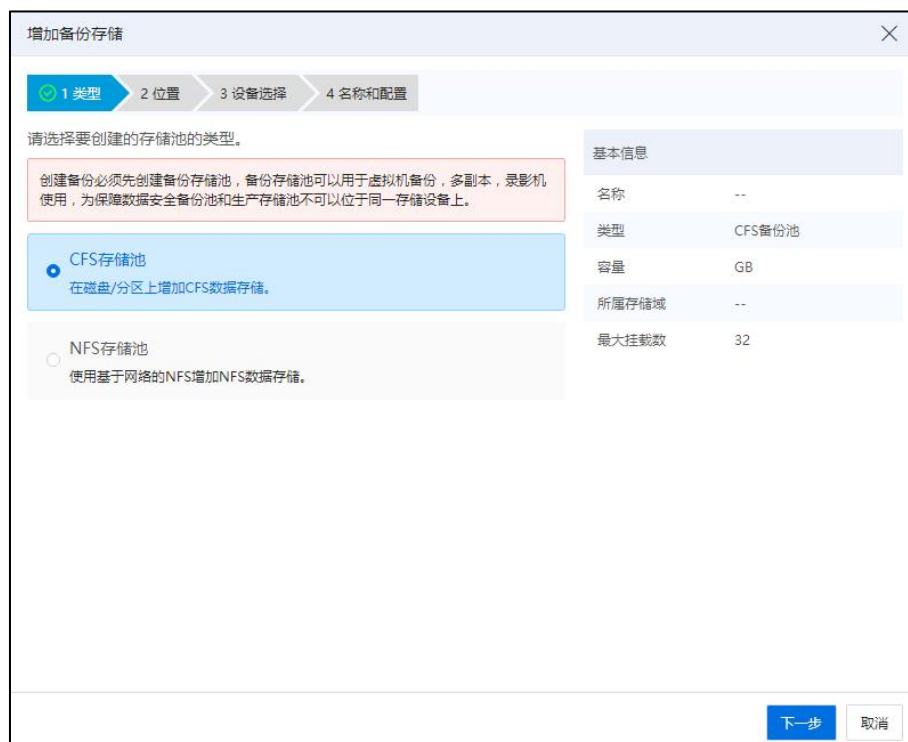 增加备份存储
1 类型
2 位置
3 设备选择
4 名称和配置
请选择要创建的存储池的类型。
创建备份必须先创建备份存储池，备份存储池可以用于虚拟机备份，多副本，录影机
使用，为保障数据安全备份池和生产存储池不可以位于同一存储设备上。
CFS存储池
在磁盘/分区上增加CFS数据存储。
NFS存储池
使用基于网络的NFS增加NFS数据存储。
基本信息
名称 --
类型 CFS备份池
容量 GB
所属存储域 --
最大挂载数 32
下一步
取消